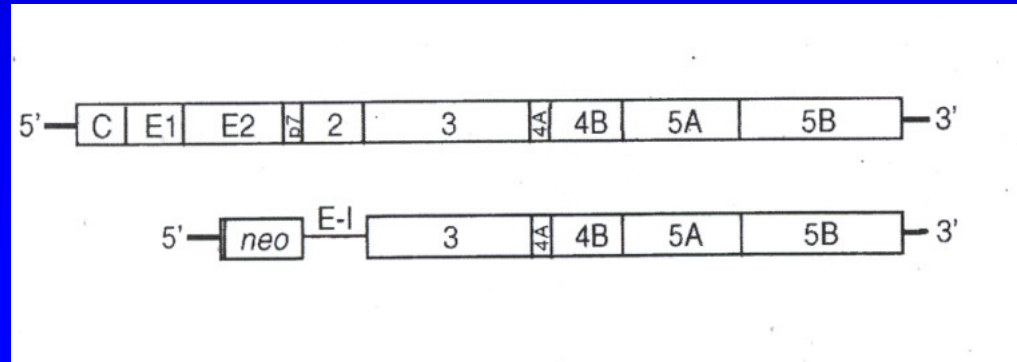 5' C E1 E2 p7 2 3 4A 4B 5A 5B 3'
E-I
5' neo 3 4A 4B 5A 5B 3'